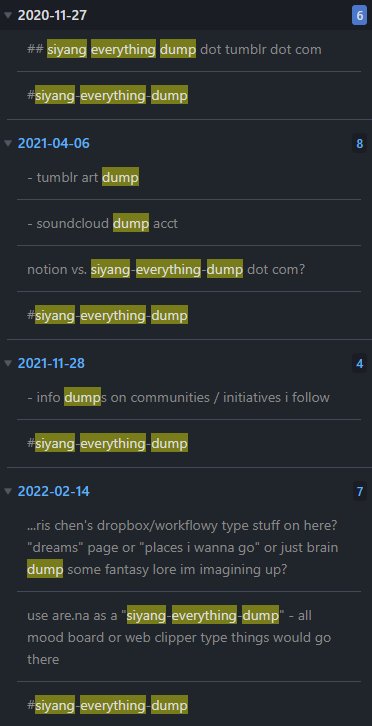 2020-11-27 6
## siyang everything dump dot tumblr dot com
#siyang-everything-dump
2021-04-06 8
- tumblr art dump
- soundcloud dump acct
notion vs. siyang-everything-dump dot com?
#siyang-everything-dump
2021-11-28 4
- info dumps on communities / initiatives i follow
#siyang-everything-dump
2022-02-14 7
...ris chen's dropbox/workflowy type stuff on here?
"dreams" page or "places i wanna go" or just brain
dump some fantasy lore im imagining up?
use are.na as a "siyang-everything-dump" - all
mood board or web clipper type things would go
there
#siyang-everything-dump